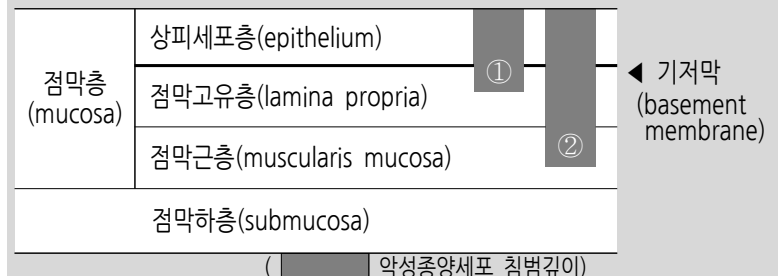 점막층
(mucosa)
상피세포층(epithelium)
점막고유층(lamina propria)
점막근층(muscularis mucosa)
점막하층(submucosa)
①
②
◀ 기저막
(basement
membrane)
( 악성종양세포 침범깊이)